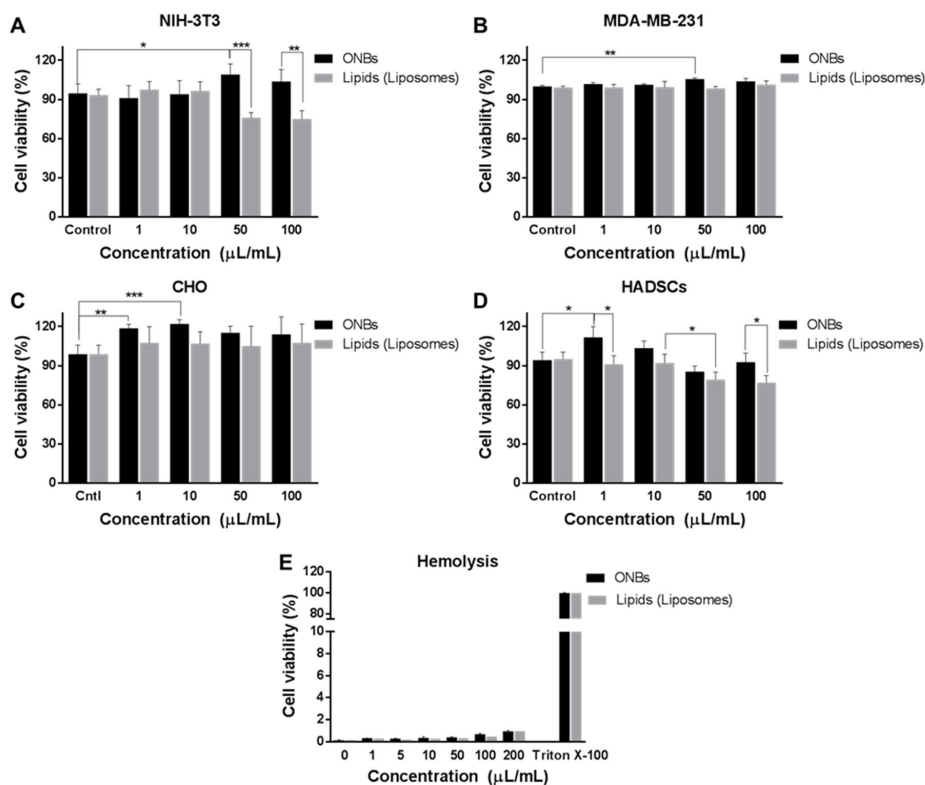 A
NIH-3T3
* *** **
ONBs
Lipids (Liposomes)
Cell viability (%)
120
90
60
30
0
Control 1 10 50 100
Concentration (µL/mL)
B
MDA-MB-231
**
ONBs
Lipids (Liposomes)
Cell viability (%)
120
90
60
30
0
Control 1 10 50 100
Concentration (µL/mL)
C
CHO
***
**
ONBs
Lipids (Liposomes)
Cell viability (%)
120
90
60
30
0
Cntl 1 10 50 100
Concentration (µL/mL)
D
HADSCs
* * * *
ONBs
Lipids (Liposomes)
Cell viability (%)
120
90
60
30
0
Control 1 10 50 100
Concentration (µL/mL)
E
Hemolysis
ONBs
Lipids (Liposomes)
Cell viability (%)
120
100
80
10
8
6
4
2
0
0 1 5 10 50 100 200 Triton X-100
Concentration (µL/mL)